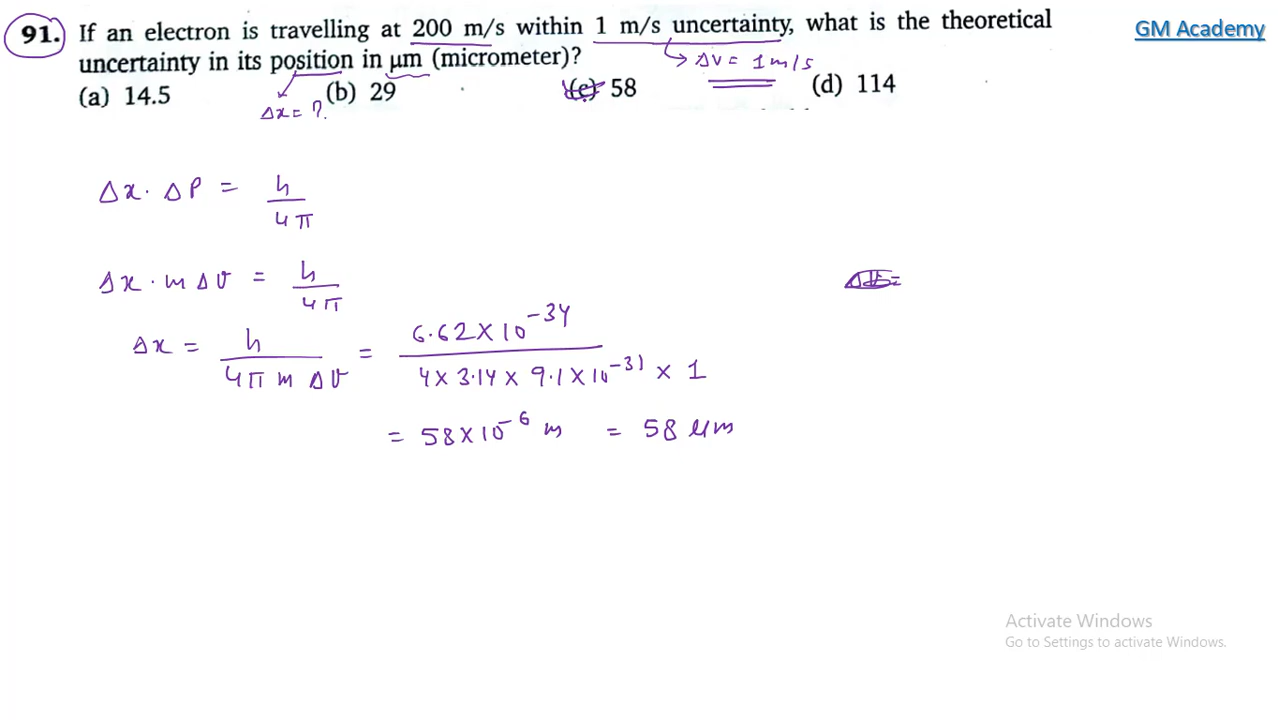 91. If an electron is travelling at 200 m/s within 1 m/s uncertainty, what is the theoretical
GM Academy
uncertainty in its position in μm (micrometer)?
Δv = 1 m/s
(a) 14.5 (b) 29 (c) 58 (d) 114
Δx = ?
Δx · ΔP = h/4π
Δx · m Δv = h/4π
Δx = h/4π m Δv = 6.62 × 10⁻³⁴/4 × 3.14 × 9.1 × 10⁻³¹ × 1
= 58 × 10⁻⁶ m = 58 μm
Activate Windows
Go to Settings to activate Windows.